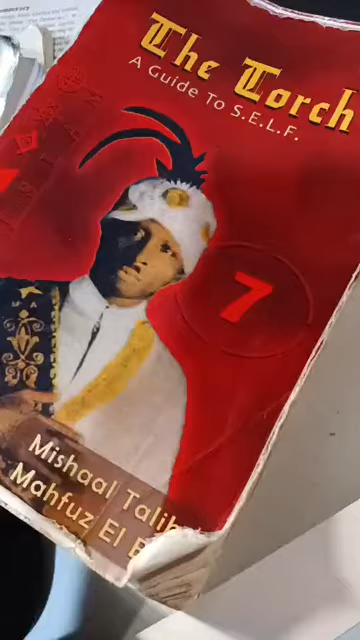 The Torch
A Guide To S.E.L.F.
7
Mishaal Talib
Mahfuz El